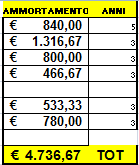 AMMORTAMENTO ANNI
€ 840,00 5
€ 1.316,67 3
€ 800,00 3
€ 466,67 3
€ 533,33 3
€ 780,00 3
€ 4.736,67 TOT